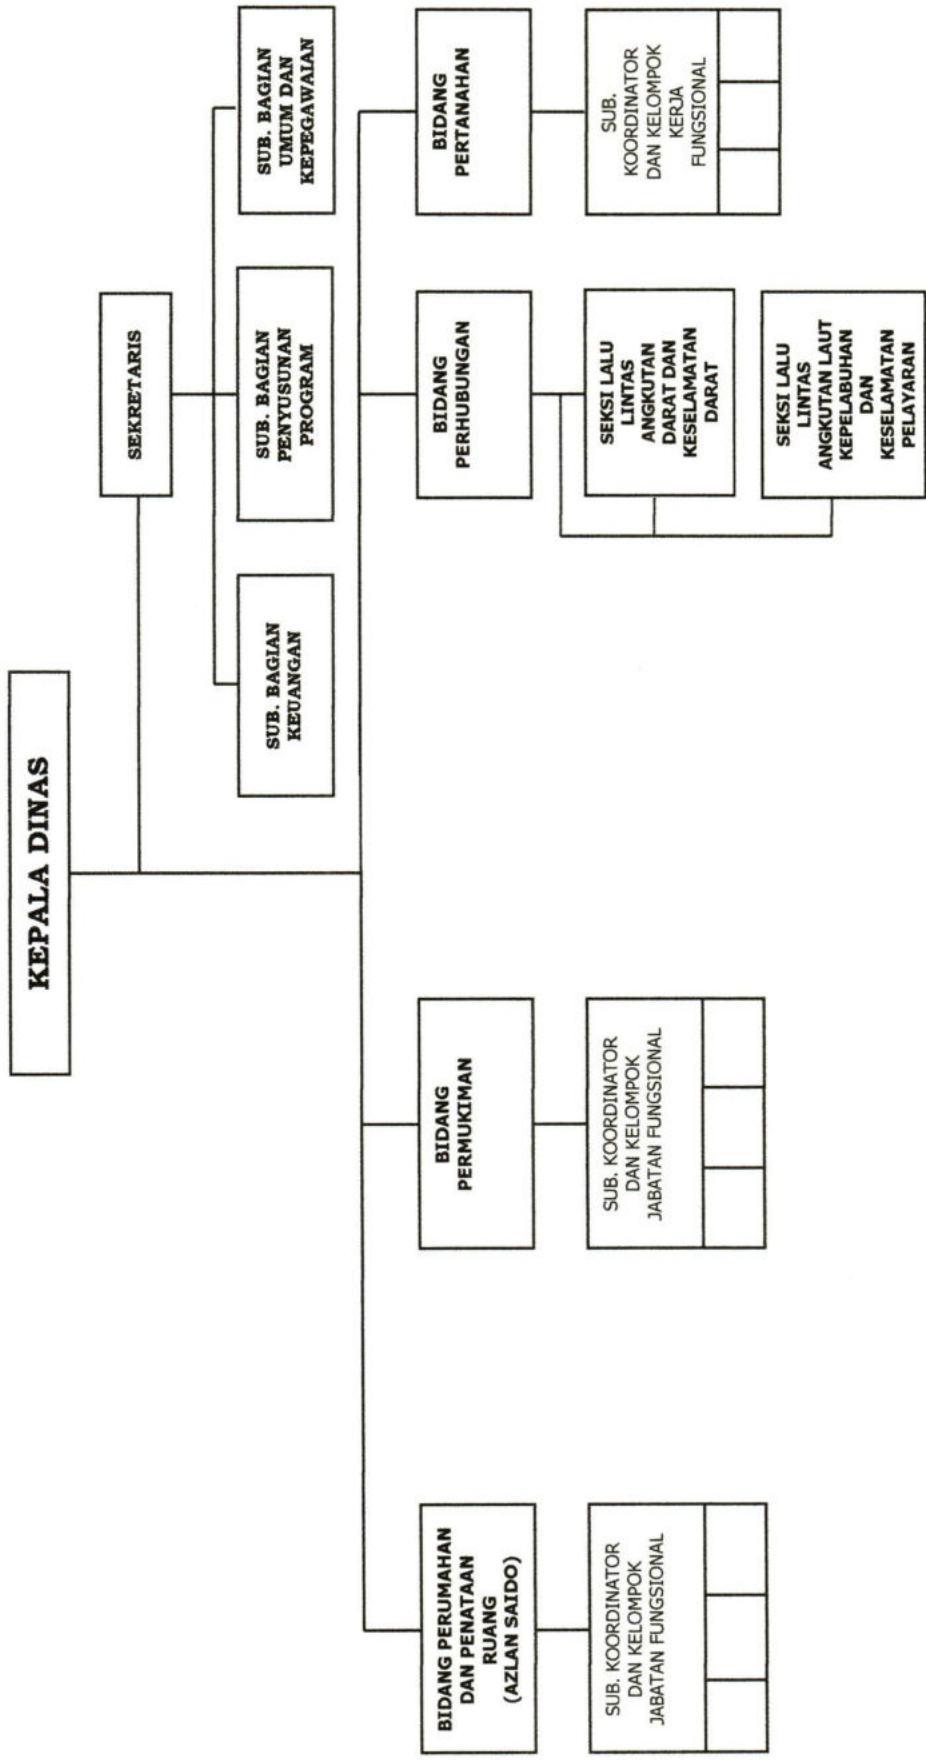 KEPALA DINAS
SEKRETARIS
SUB. BAGIAN
KEUANGAN
SUB. BAGIAN
PENYUSUNAN
PROGRAM
SUB. BAGIAN
UMUM DAN
KEPEGAWAIAN
BIDANG PERUMAHAN
DAN PENATAAN
RUANG
(AZLAN SAIDO)
BIDANG
PERMUKIMAN
BIDANG
PERHUBUNGAN
BIDANG
PERTANAHAN
SUB. KOORDINATOR
DAN KELOMPOK
JABATAN FUNGSIONAL
SUB. KOORDINATOR
DAN KELOMPOK
JABATAN FUNGSIONAL
SEKSI LALU
LINTAS
ANGKUTAN
DARAT DAN
KESELAMATAN
DARAT
SUB.
KOORDINATOR
DAN KELOMPOK
KERJA
FUNGSIONAL
SEKSI LALU
LINTAS
ANGKUTAN LAUT
KEPELABUHAN
DAN
KESELAMATAN
PELAYARAN